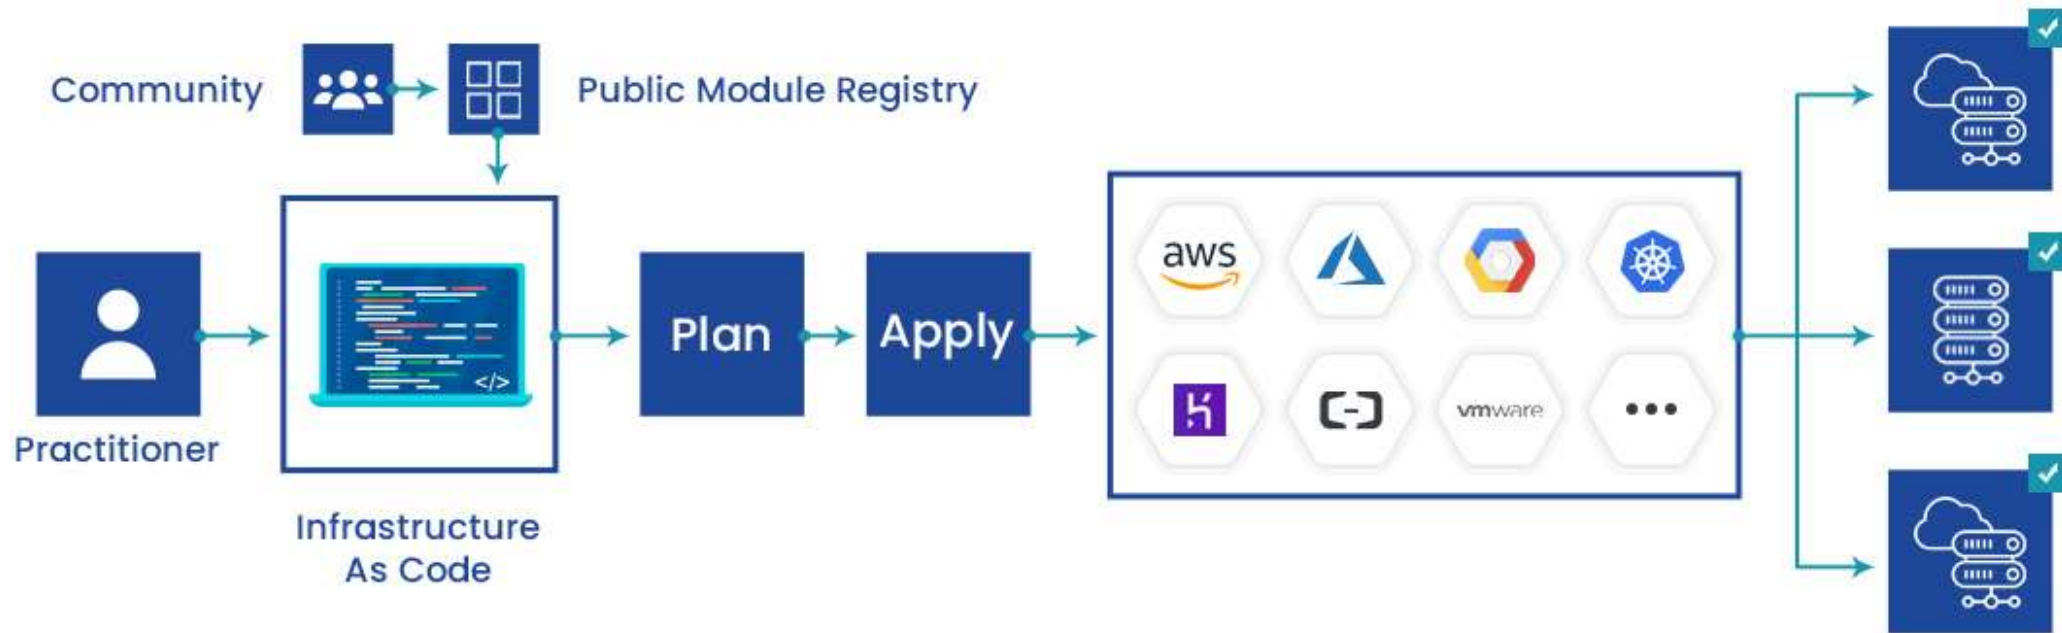 Community
Public Module Registry
Practitioner
</>
Infrastructure
As Code
Plan
Apply
aws
vmware